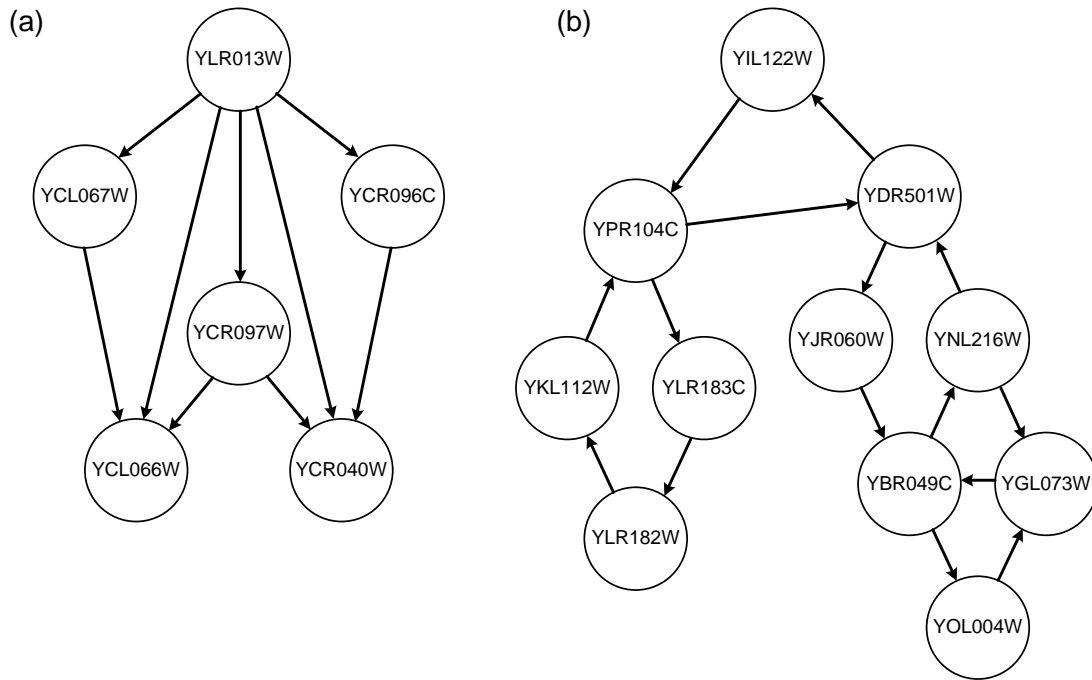 (a)
YLR013W
YCL067W
YCR096C
YCR097W
YCL066W
YCR040W
(b)
YIL122W
YDR501W
YPR104C
YJR060W
YNL216W
YKL112W
YLR183C
YBR049C
YGL073W
YLR182W
YOL004W